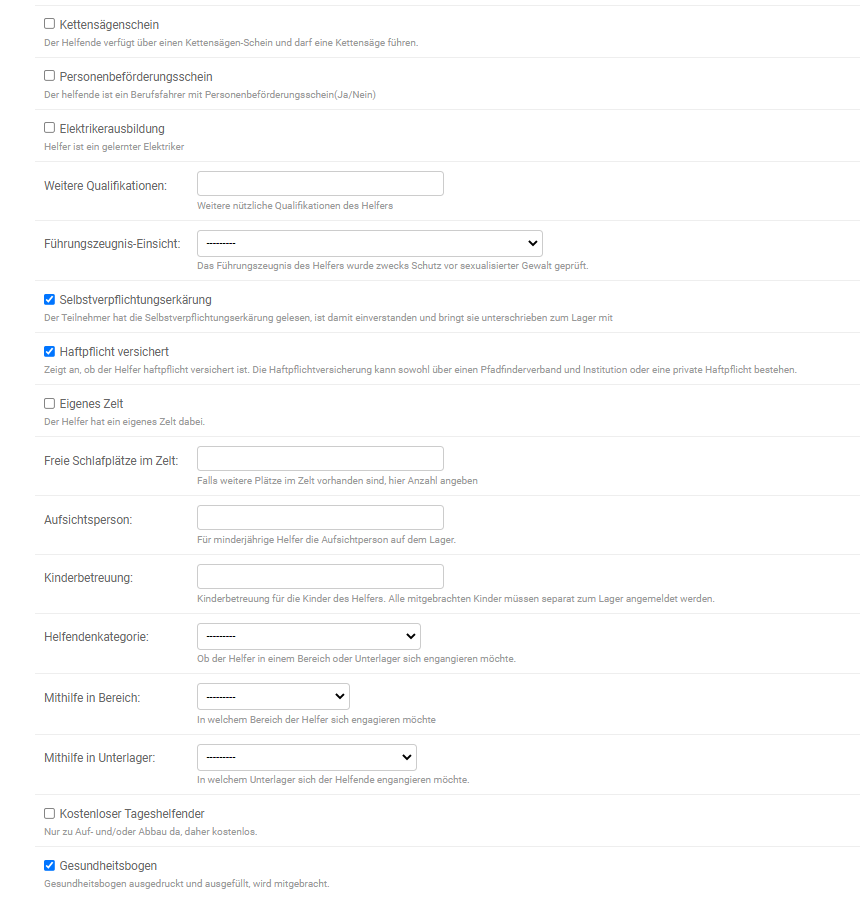 Kettensägenschein
Der Helfende verfügt über einen Kettensägen-Schein und darf eine Kettensäge führen.
Personenbeförderungsschein
Der helfende ist ein Berufsfahrer mit Personenbeförderungsschein(Ja/Nein)
Elektrikerausbildung
Helfer ist ein gelernter Elektriker
Weitere Qualifikationen:
Weitere nützliche Qualifikationen des Helfers
Führungszeugnis-Einsicht: ---------
Das Führungszeugnis des Helfers wurde zwecks Schutz vor sexualisierter Gewalt geprüft.
Selbstverpflichtungserkärung
Der Teilnehmer hat die Selbstverpflichtungserkärung gelesen, ist damit einverstanden und bringt sie unterschrieben zum Lager mit
Haftpflicht versichert
Zeigt an, ob der Helfer haftpflicht versichert ist. Die Haftpflichtversicherung kann sowohl über einen Pfadfinderverband und Institution oder eine private Haftpflicht bestehen.
Eigenes Zelt
Der Helfer hat ein eigenes Zelt dabei.
Freie Schlafplätze im Zelt:
Falls weitere Plätze im Zelt vorhanden sind, hier Anzahl angeben
Aufsichtsperson:
Für minderjährige Helfer die Aufsichtperson auf dem Lager.
Kinderbetreuung:
Kinderbetreuung für die Kinder des Helfers. Alle mitgebrachten Kinder müssen separat zum Lager angemeldet werden.
Helfendenkategorie: ---------
Ob der Helfer in einem Bereich oder Unterlager sich engangieren möchte.
Mithilfe in Bereich: ---------
In welchem Bereich der Helfer sich engagieren möchte
Mithilfe in Unterlager: ---------
In welchem Unterlager sich der Helfende engangieren möchte.
Kostenloser Tageshelfender
Nur zu Auf- und/oder Abbau da, daher kostenlos.
Gesundheitsbogen
Gesundheitsbogen ausgedruckt und ausgefüllt, wird mitgebracht.